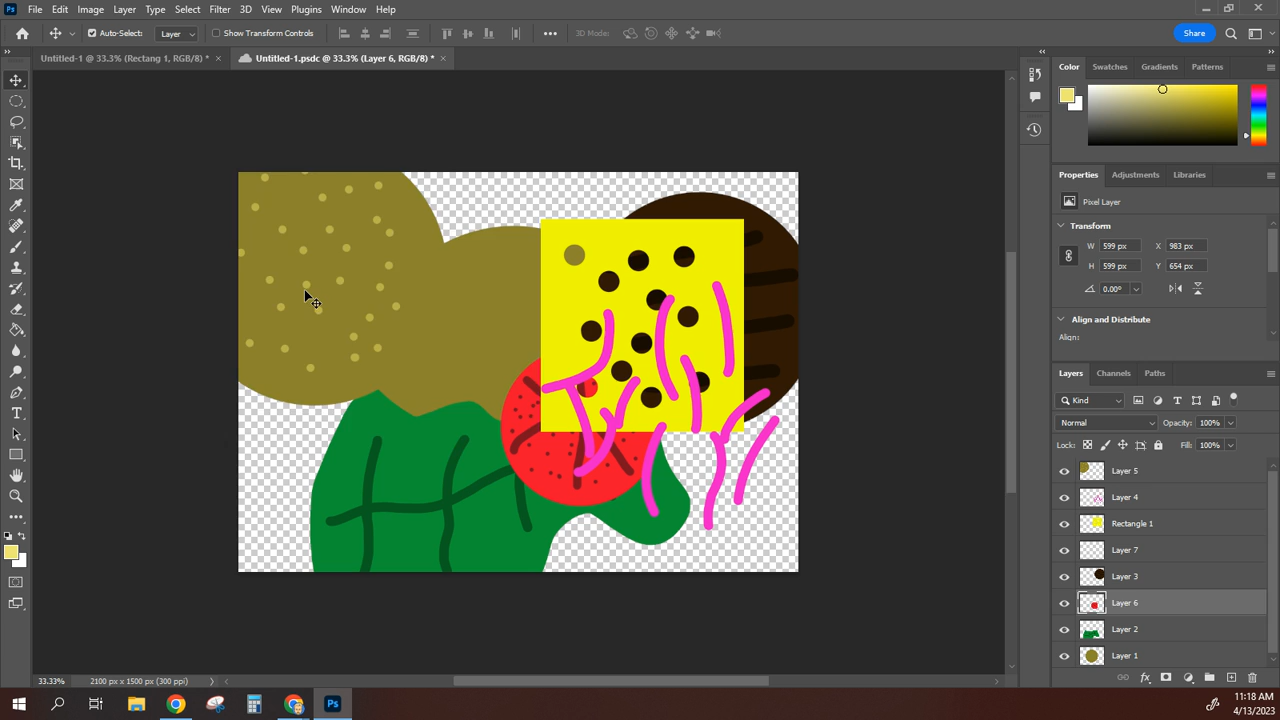 Ps File Edit Image Layer Type Select Filter 3D View Plugins Window Help
Auto-Select: Layer Show Transform Controls 3D Mode: Share
Untitled-1 @ 33.3% (Rectang 1, RGB/8) * × Untitled-1.psdc @ 33.3% (Layer 6, RGB/8) * ×
Color Swatches Gradients Patterns
Properties Adjustments Libraries
Pixel Layer
Transform
W 599 px X 983 px
H 599 px Y 654 px
0.00°
Align and Distribute
Align:
Layers Channels Paths
Kind
Normal Opacity: 100%
Lock: Fill: 100%
Layer 5
Layer 4
Rectangle 1
Layer 7
Layer 3
Layer 6
Layer 2
Layer 1
33.33% 2100 px x 1500 px (300 ppi)
fx
Ps
11:18 AM
4/13/2023